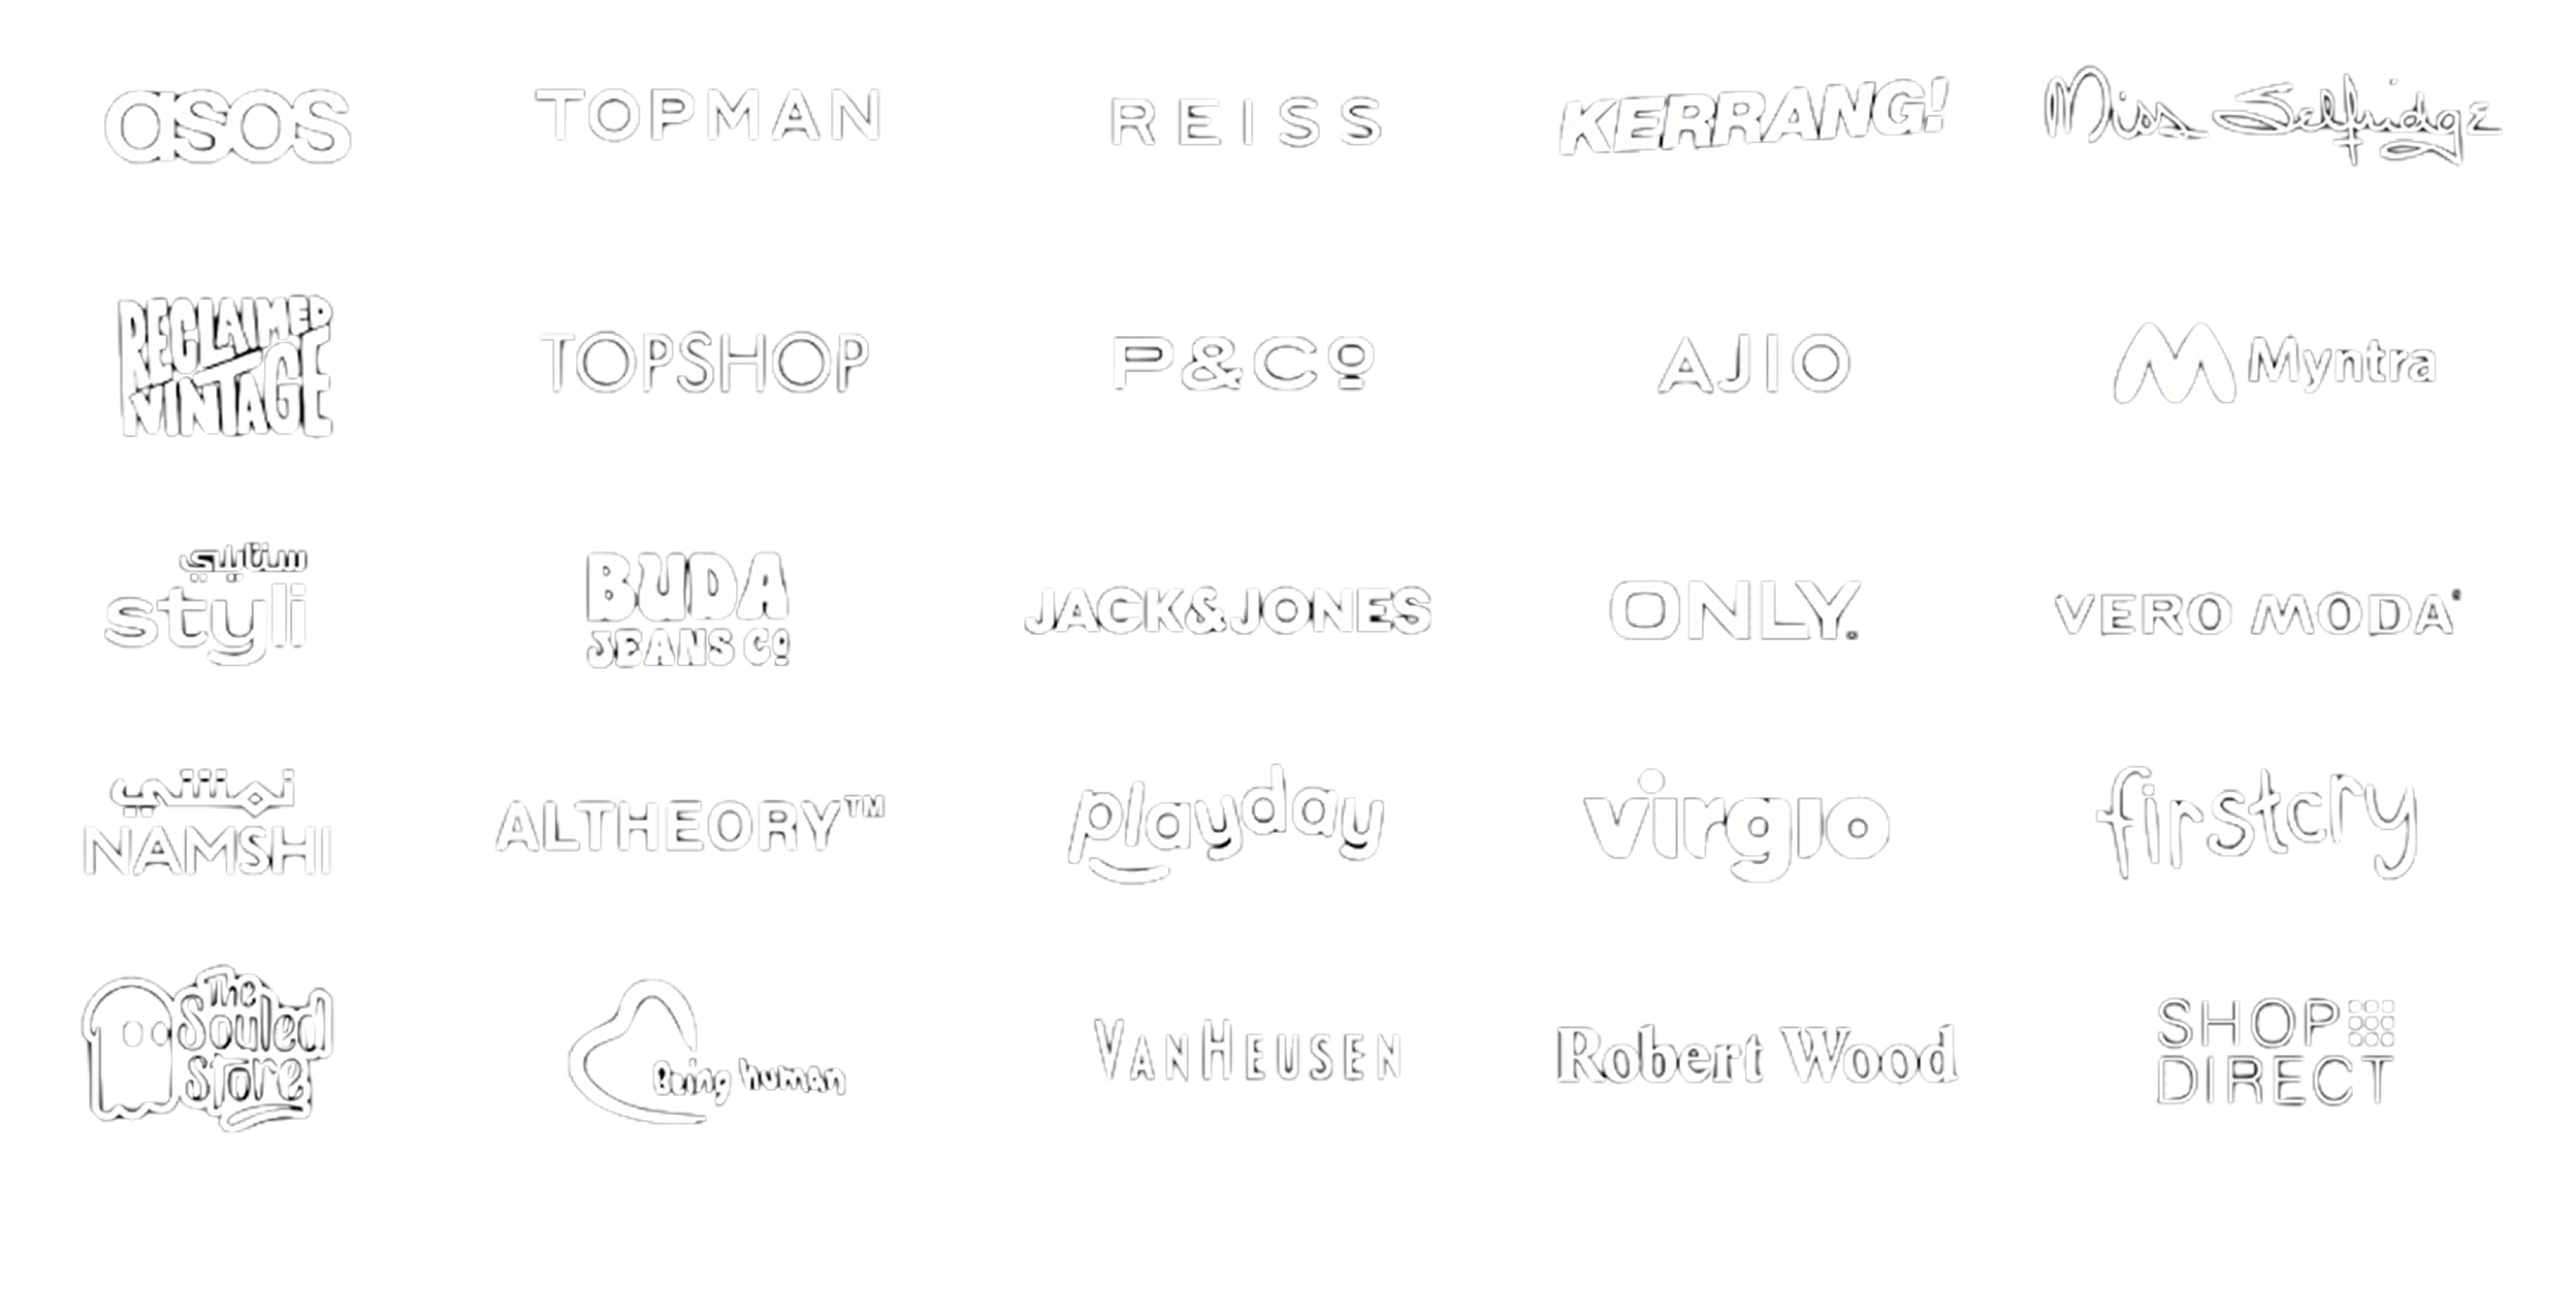 asos
TOPMAN
REISS
KERRANG!
Miss Selfridge
RECLAIMED
VINTAGE
TOPSHOP
P&Co
AJIO
Myntra
ستايلي
styli
BUDA
JEANS Co
JACK&JONES
ONLY.
VERO MODA
نمشي
NAMSHI
ALTHEORY™
playday
virgio
firstcry
The
Souled
Store
Being human
VANHEUSEN
Robert Wood
SHOP
DIRECT